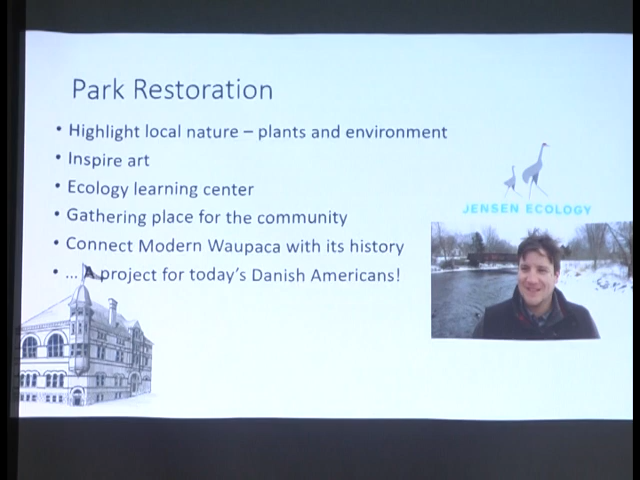 Park Restoration
• Highlight local nature – plants and environment
• Inspire art
• Ecology learning center
• Gathering place for the community
• Connect Modern Waupaca with its history
• ... A project for today's Danish Americans!
JENSEN ECOLOGY